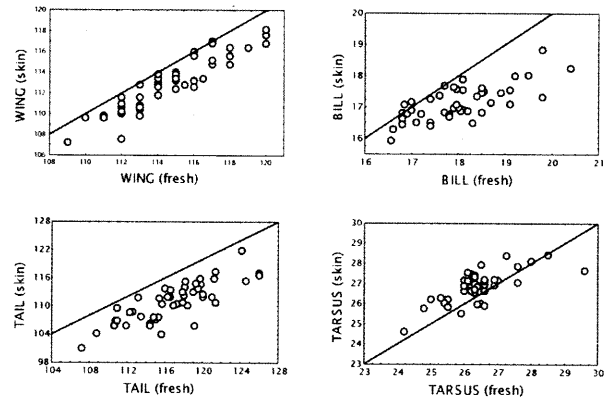 120
118
116
114
112
110
108
106
WING (skin)
108 110 112 114 116 118 120
WING (fresh)
20
19
18
17
16
BILL (skin)
16 17 18 19 20 21
BILL (fresh)
128
122
116
110
104
98
TAIL (skin)
104 108 112 116 120 124 128
TAIL (fresh)
30
29
28
27
26
25
24
23
TARSUS (skin)
23 24 25 26 27 28 29 30
TARSUS (fresh)